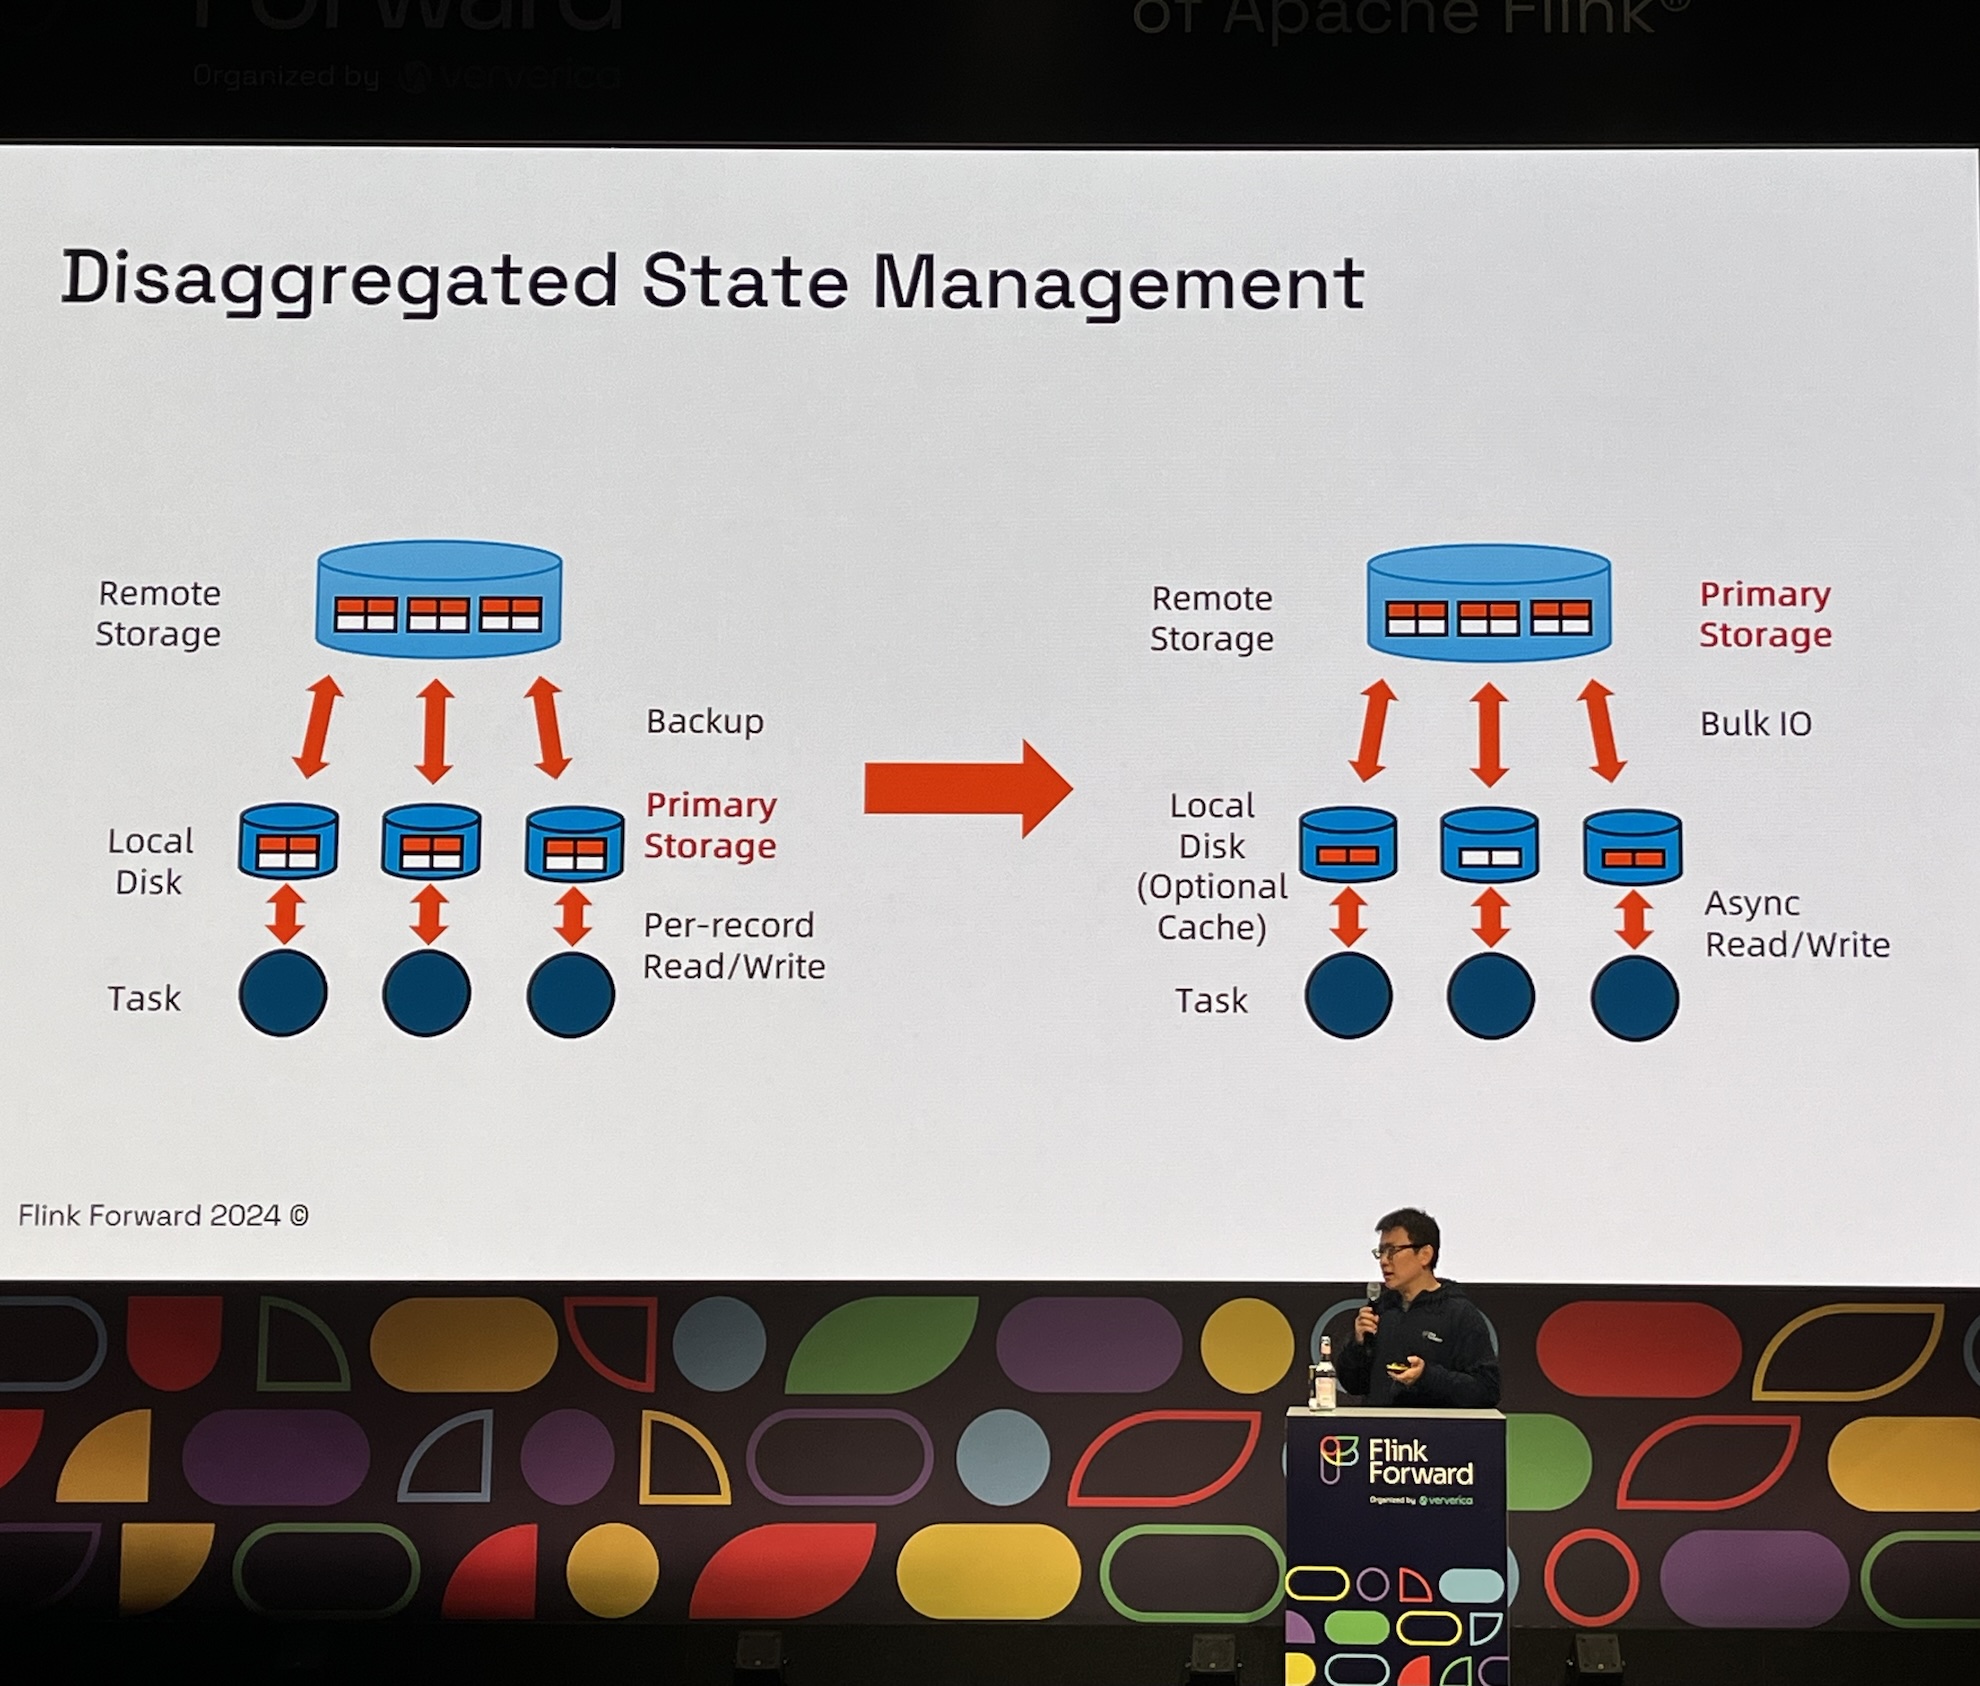 Forward
of Apache Flink®
Organized by ververica
Disaggregated State Management
Remote
Storage
Backup
Primary
Storage
Local
Disk
Per-record
Read/Write
Task
Remote
Storage
Primary
Storage
Bulk IO
Local
Disk
(Optional
Cache)
Async
Read/Write
Task
Flink Forward 2024 ©
Flink
Forward
Organized by ververica